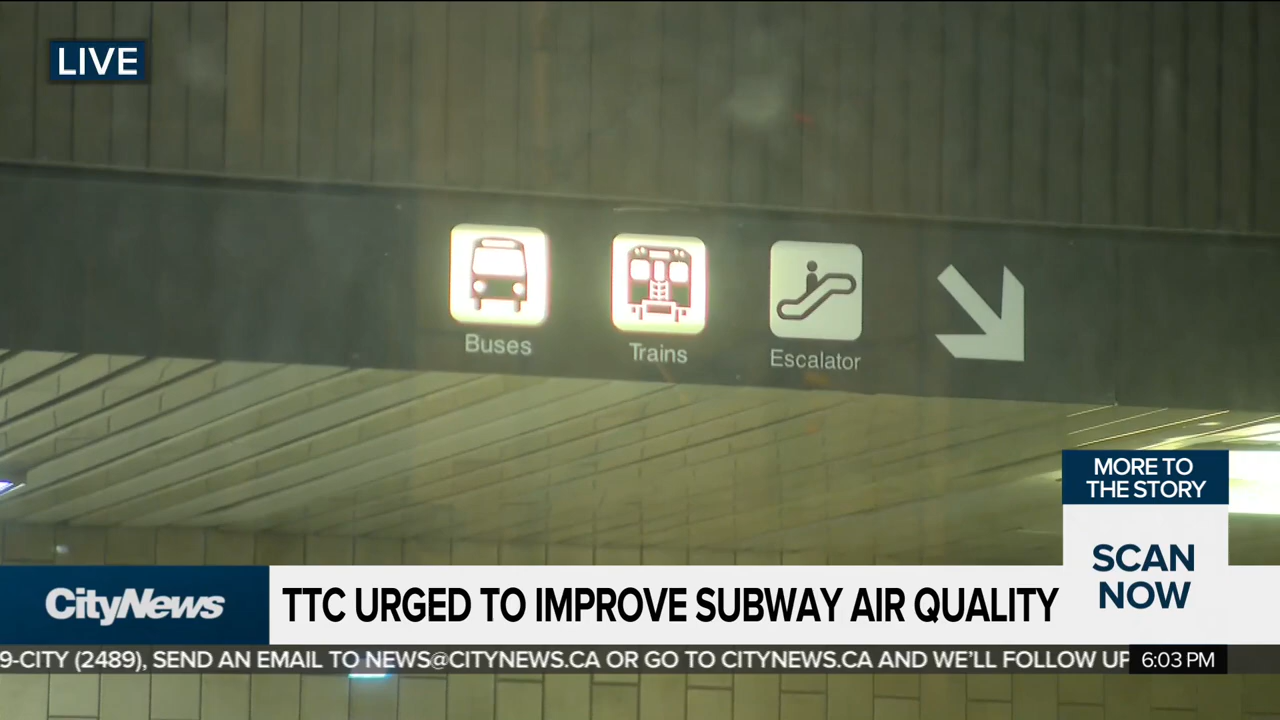 LIVE
Buses
Trains
Escalator
MORE TO
THE STORY
SCAN
NOW
CityNews
TTC URGED TO IMPROVE SUBWAY AIR QUALITY
9-CITY (2489), SEND AN EMAIL TO NEWS@CITYNEWS.CA OR GO TO CITYNEWS.CA AND WE'LL FOLLOW UP
6:03 PM